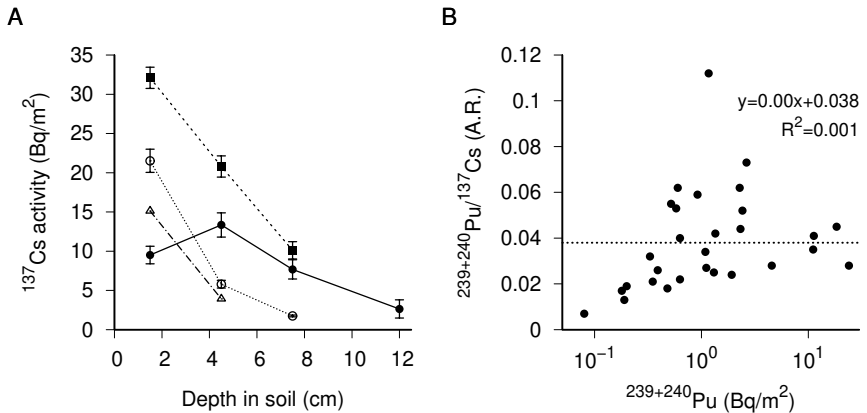 A
35
30
25
20
15
10
5
0
0 2 4 6 8 10 12
¹³⁷Cs activity (Bq/m²)
Depth in soil (cm)
B
0.12
0.1
0.08
0.06
0.04
0.02
0
10⁻¹ 10⁰ 10¹
²³⁹⁺²⁴⁰Pu/¹³⁷Cs (A.R.)
²³⁹⁺²⁴⁰Pu (Bq/m²)
y=0.00x+0.038
R²=0.001